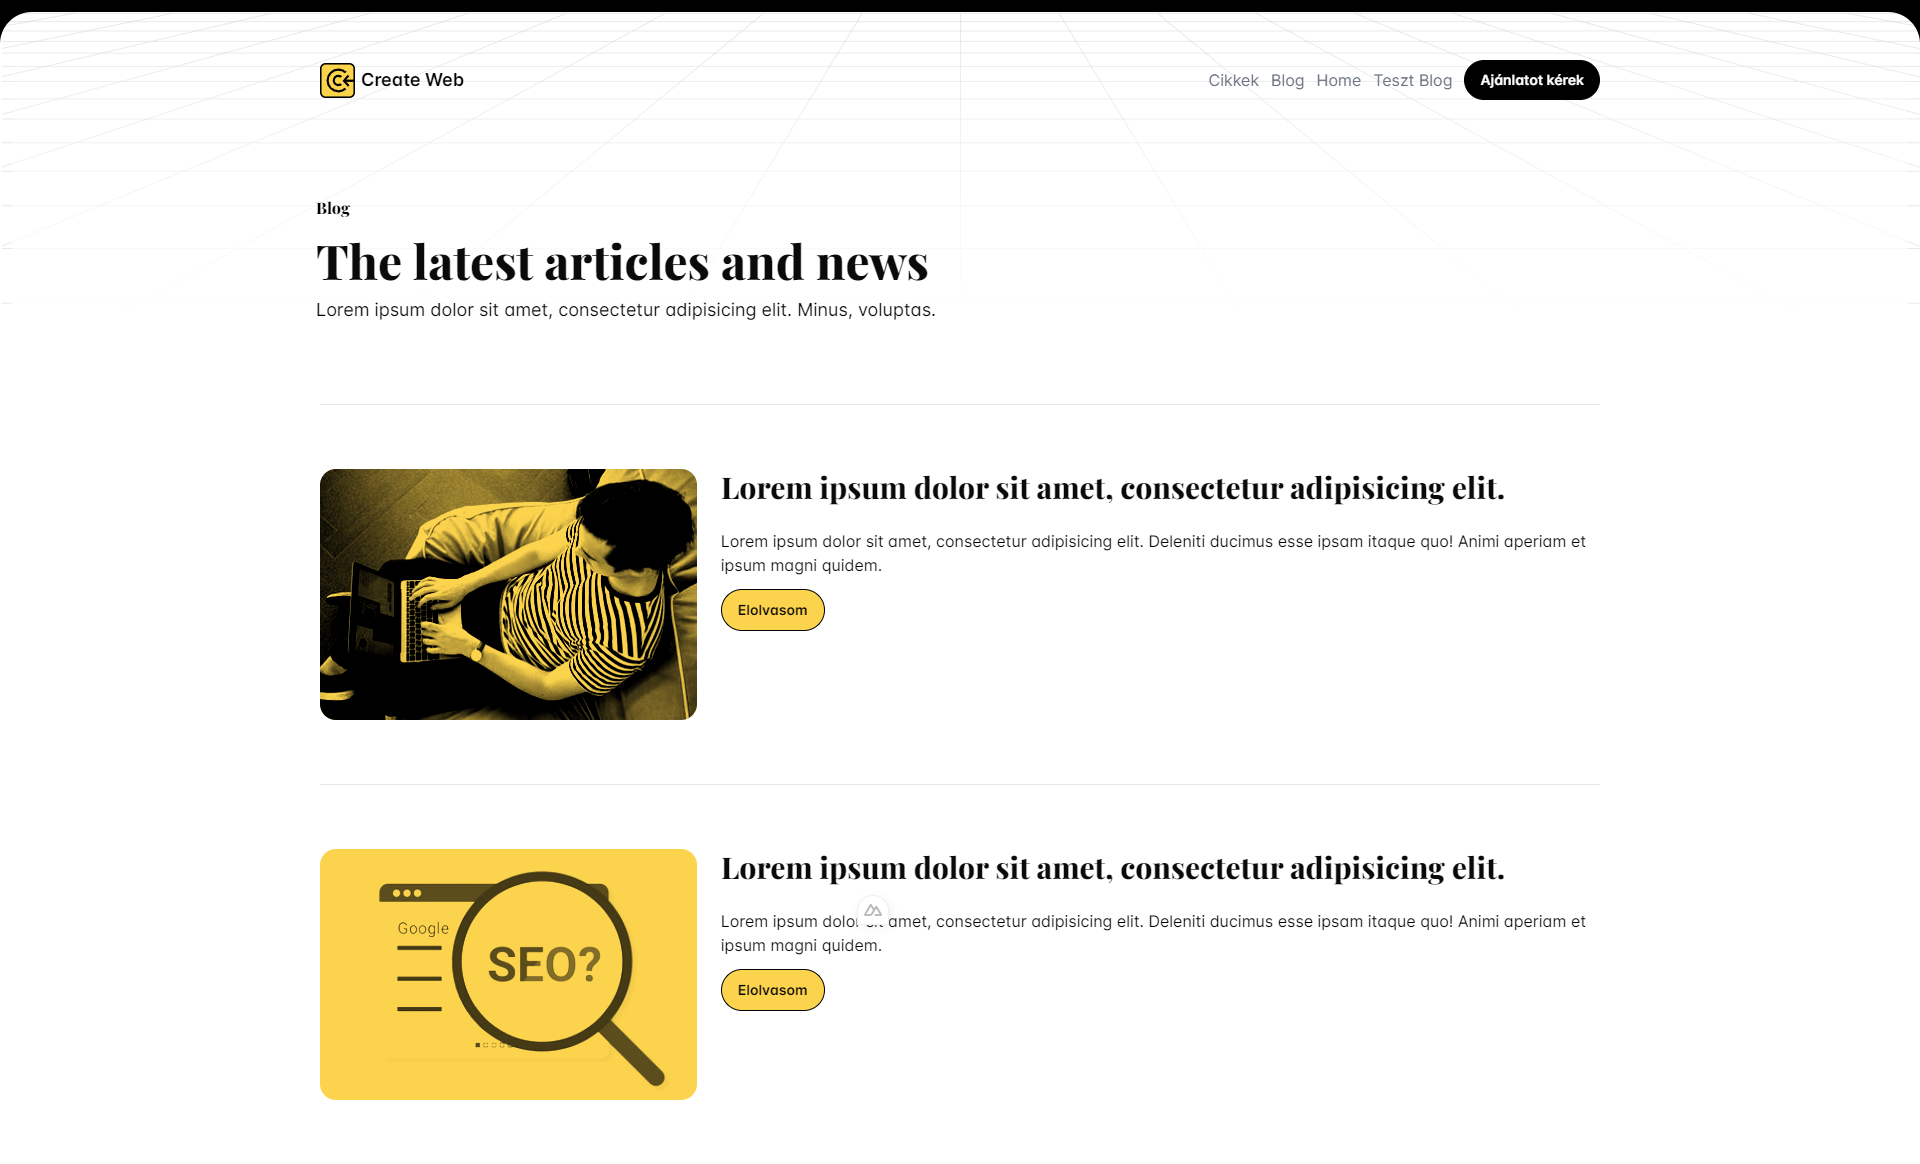 Create Web
Cikkek Blog Home Teszt Blog Ajánlatot kérek
Blog
The latest articles and news
Lorem ipsum dolor sit amet, consectetur adipisicing elit. Minus, voluptas.
Lorem ipsum dolor sit amet, consectetur adipisicing elit.
Lorem ipsum dolor sit amet, consectetur adipisicing elit. Deleniti ducimus esse ipsam itaque quo! Animi aperiam et
ipsum magni quidem.
Elolvasom
Google
SEO?
Lorem ipsum dolor sit amet, consectetur adipisicing elit.
Lorem ipsum dolor sit amet, consectetur adipisicing elit. Deleniti ducimus esse ipsam itaque quo! Animi aperiam et
ipsum magni quidem.
Elolvasom